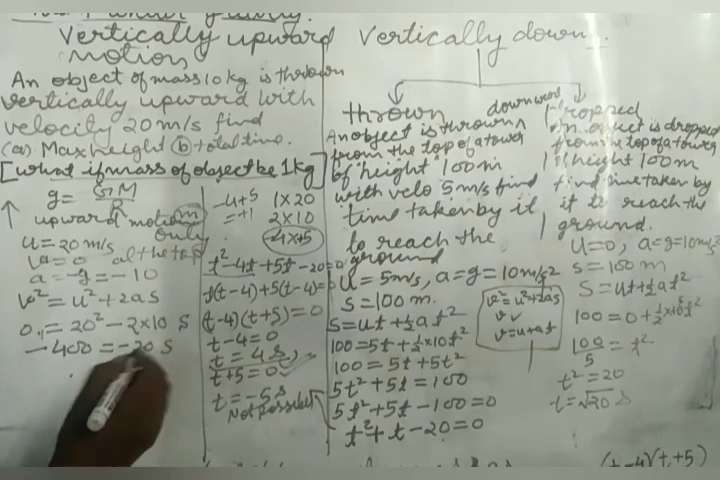 Vertically upward
motion
An object of mass 10 kg is thrown
vertically upward with
velocity 20 m/s find
(a) Max height (b) total time.
[what if mass of object be 1 kg]
g = GM/R
upward motion
only
u = 20 m/s
v = 0 at the top
a = -g = -10
v² = u² + 2as
0 = 20² - 2×10 s
- 400 = -20 s
-4+5 1×20
= +1 2×10
4×5
t² - 4t + 5t - 20 = 0
t(t-4) + 5(t-4) = 0
(t-4)(t+5) = 0
t-4 = 0
t = 4s
t+5 = 0
t = -5s
Not possible
Vertically down
thrown
An object is thrown downward
from the top of a tower
of height 100 m
with velo 5 m/s find
time taken by it
to reach the
ground
u = 5 m/s, a = g = 10 m/s²
s = 100 m.
s = ut + ½at²
100 = 5t + ½×10t²
100 = 5t + 5t²
5t² + 5t = 100
5t² + 5t - 100 = 0
t² + t - 20 = 0
v² = u² + 2as
v ✓
v = u + at
Dropped
An object is dropped
from the top of a tower
of height 100 m
find time taken by
it to reach the
ground.
u = 0, a = g = 10 m/s²
s = 100 m
s = ut + ½at²
100 = 0 + ½×10t²
100/5 = t²
t² = 20
t = √20 s
(t-4)(t+5)